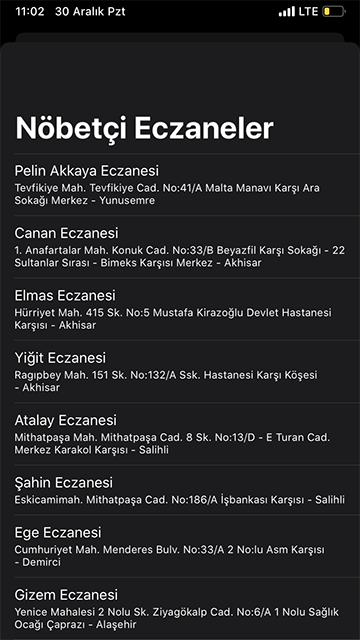 11:02 30 Aralık Pzt LTE
Nöbetçi Eczaneler
Pelin Akkaya Eczanesi
Tevfikiye Mah. Tevfikiye Cad. No:41/A Malta Manavı Karşı Ara
Sokağı Merkez - Yunusemre
Canan Eczanesi
1. Anafartalar Mah. Konuk Cad. No:33/B Beyazfil Karşı Sokağı - 22
Sultanlar Sırası - Bimeks Karşısı Merkez - Akhisar
Elmas Eczanesi
Hürriyet Mah. 415 Sk. No:5 Mustafa Kirazoğlu Devlet Hastanesi
Karşısı - Akhisar
Yiğit Eczanesi
Ragıpbey Mah. 151 Sk. No:132/A Ssk. Hastanesi Karşı Köşesi
- Akhisar
Atalay Eczanesi
Mithatpaşa Mah. Mithatpaşa Cad. 8 Sk. No:13/D - E Turan Cad.
Merkez Karakol Karşısı - Salihli
Şahin Eczanesi
Eskicamimah. Mithatpaşa Cad. No:186/A İşbankası Karşısı - Salihli
Ege Eczanesi
Cumhuriyet Mah. Menderes Bulv. No:33/A 2 No:lu Asm Karşısı
- Demirci
Gizem Eczanesi
Yenice Mahalesi 2 Nolu Sk. Ziyagökalp Cad. No:6/A 1 Nolu Sağlık
Ocağı Çaprazı - Alaşehir